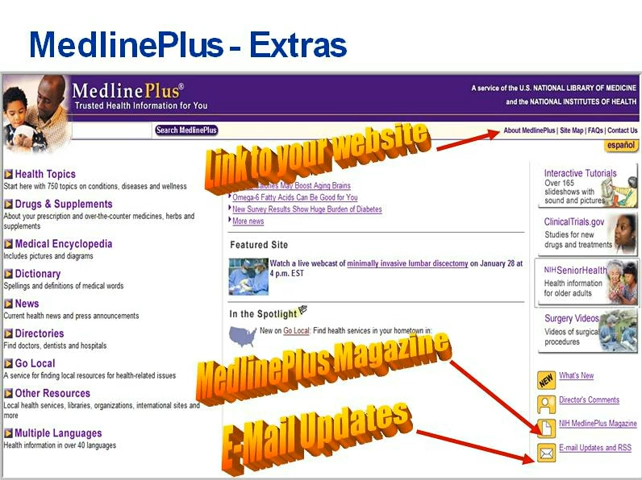 MedlinePlus - Extras
MedlinePlus®
Trusted Health Information for You
A service of the U.S. NATIONAL LIBRARY OF MEDICINE
and the NATIONAL INSTITUTES OF HEALTH
Search MedlinePlus
About MedlinePlus | Site Map | FAQs | Contact Us
español
Link to your website
Health Topics
Start here with 750 topics on conditions, diseases and wellness
Drugs & Supplements
About your prescription and over-the-counter medicines, herbs and
supplements
Medical Encyclopedia
Includes pictures and diagrams
Dictionary
Spellings and definitions of medical words
News
Current health news and press announcements
Directories
Find doctors, dentists and hospitals
Go Local
A service for finding local resources for health-related issues
Other Resources
Local health services, libraries, organizations, international sites and
more
Multiple Languages
Health information in over 40 languages
May Boost Aging Brains
Omega-6 Fatty Acids Can Be Good for You
New Survey Results Show Huge Burden of Diabetes
More news
Featured Site
Watch a live webcast of minimally invasive lumbar discectomy on January 28 at
4 p.m. EST
In the Spotlight
New on Go Local: Find health services in your hometown in:
MedlinePlus Magazine
E-Mail Updates
Interactive Tutorials
Over 165
slideshows with
sound and pictures
ClinicalTrials.gov
Studies for new
drugs and treatments
NIHSeniorHealth
Health information
for older adults
Surgery Videos
Videos of surgical
procedures
NEW
What's New
Director's Comments
NIH MedlinePlus Magazine
E-mail Updates and RSS